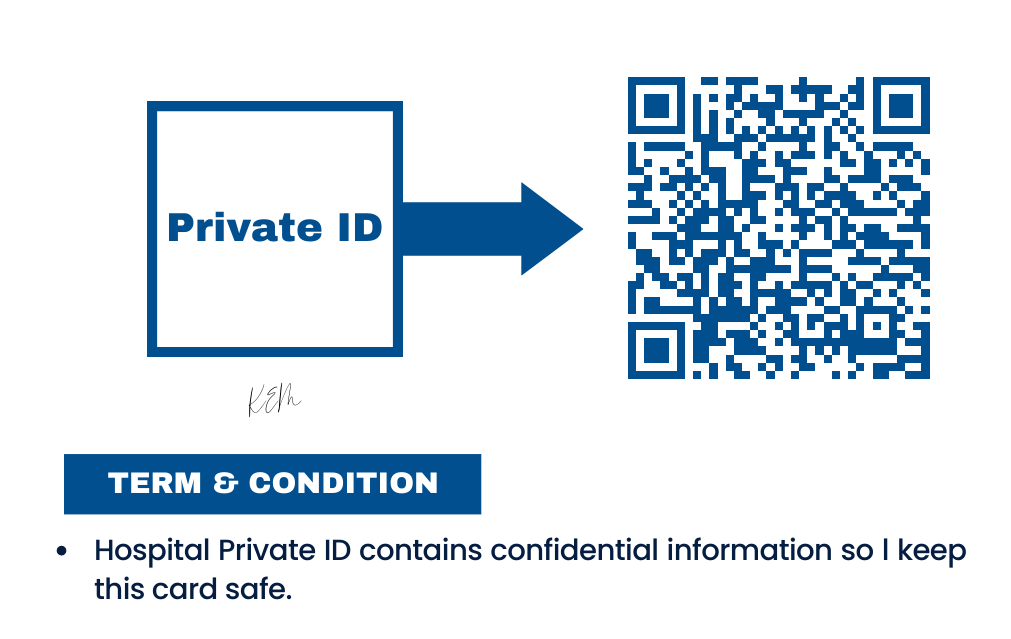 Private ID
KEM
TERM & CONDITION
• Hospital Private ID contains confidential information so I keep
this card safe.